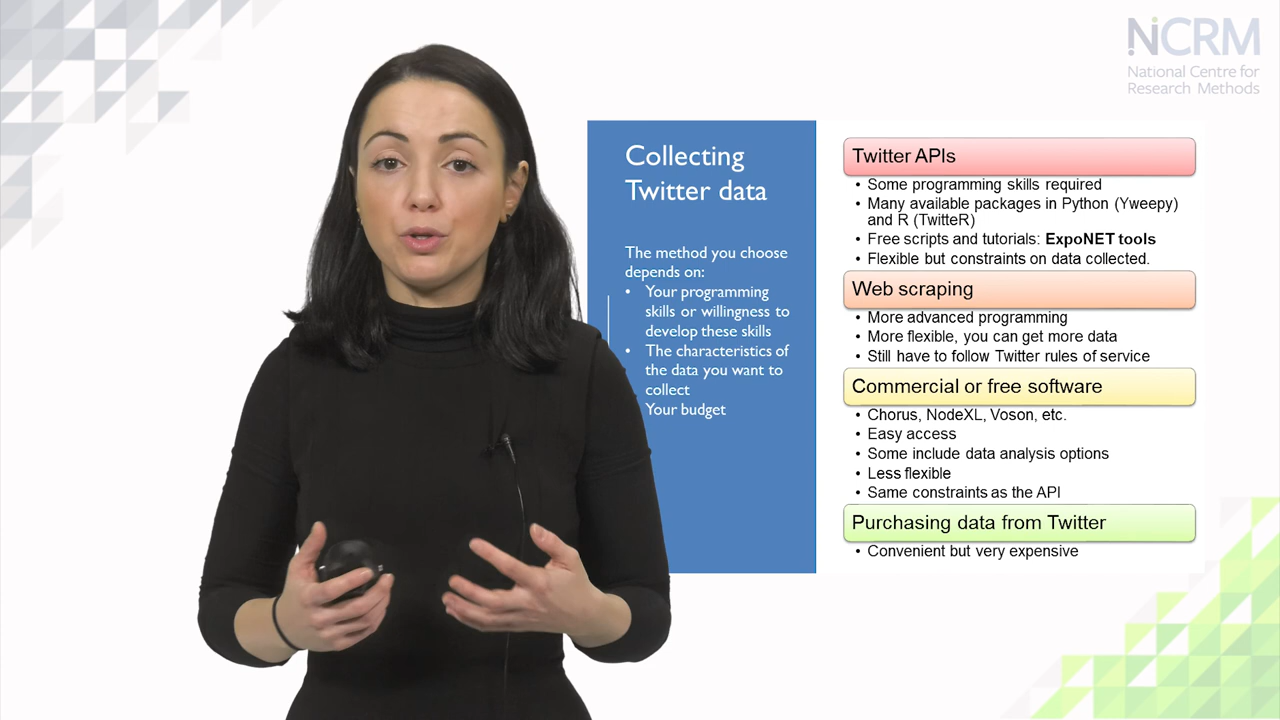 NCRM
National Centre for
Research Methods
Collecting
Twitter data
The method you choose
depends on:
• Your programming
skills or willingness to
develop these skills
• The characteristics of
the data you want to
collect
Your budget
Twitter APIs
• Some programming skills required
• Many available packages in Python (Yweepy)
and R (TwitteR)
• Free scripts and tutorials: ExpoNET tools
• Flexible but constraints on data collected.
Web scraping
• More advanced programming
• More flexible, you can get more data
• Still have to follow Twitter rules of service
Commercial or free software
• Chorus, NodeXL, Voson, etc.
• Easy access
• Some include data analysis options
• Less flexible
• Same constraints as the API
Purchasing data from Twitter
• Convenient but very expensive